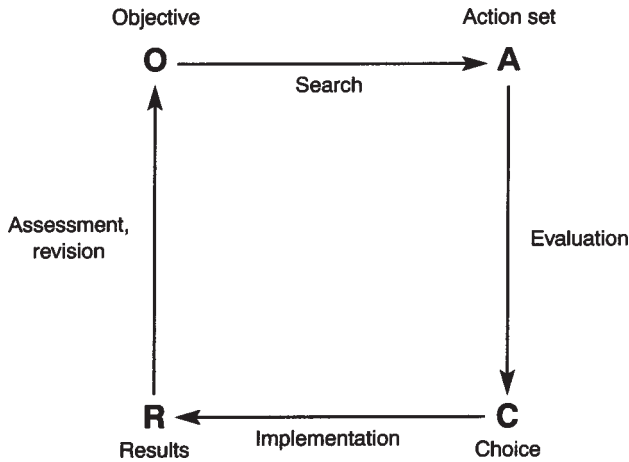 Objective
Action set
O
A
Search
Assessment,
revision
Evaluation
R
C
Results
Implementation
Choice